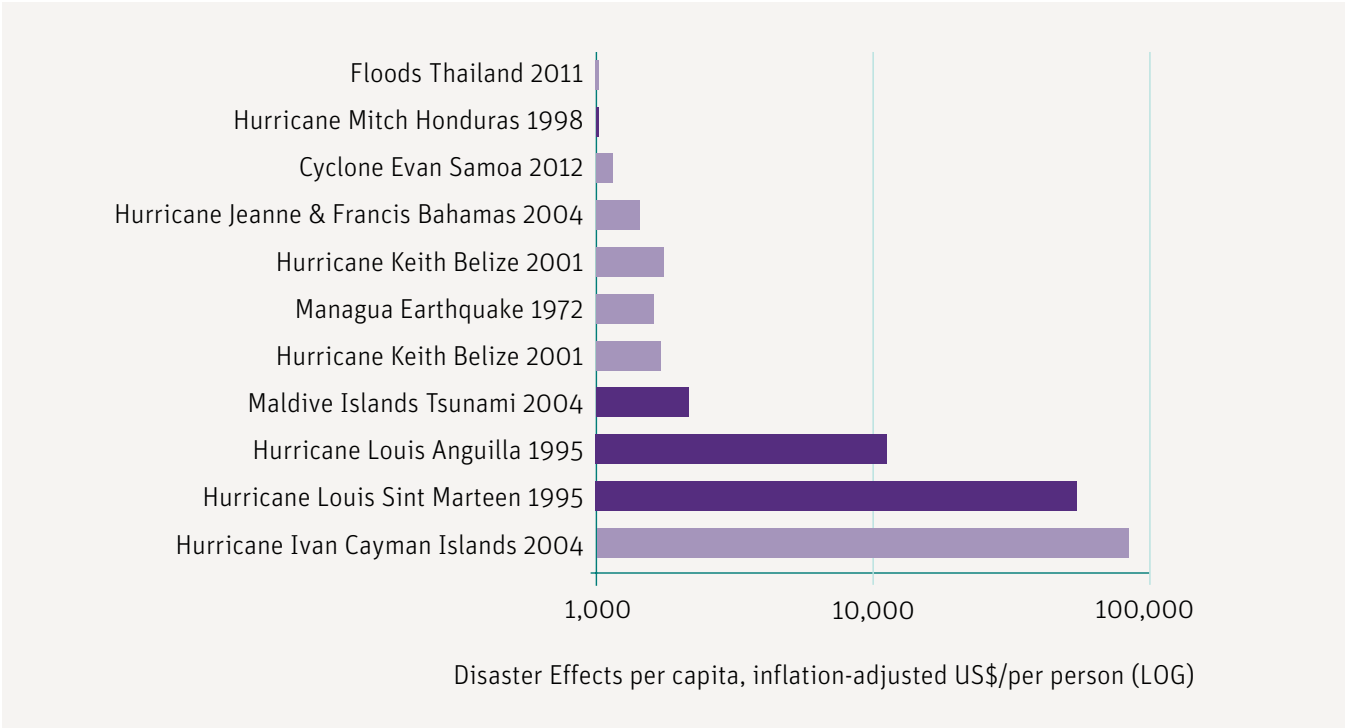 Floods Thailand 2011
Hurricane Mitch Honduras 1998
Cyclone Evan Samoa 2012
Hurricane Jeanne & Francis Bahamas 2004
Hurricane Keith Belize 2001
Managua Earthquake 1972
Hurricane Keith Belize 2001
Maldive Islands Tsunami 2004
Hurricane Louis Anguilla 1995
Hurricane Louis Sint Marteen 1995
Hurricane Ivan Cayman Islands 2004
1,000 10,000 100,000
Disaster Effects per capita, inflation-adjusted US$/per person (LOG)